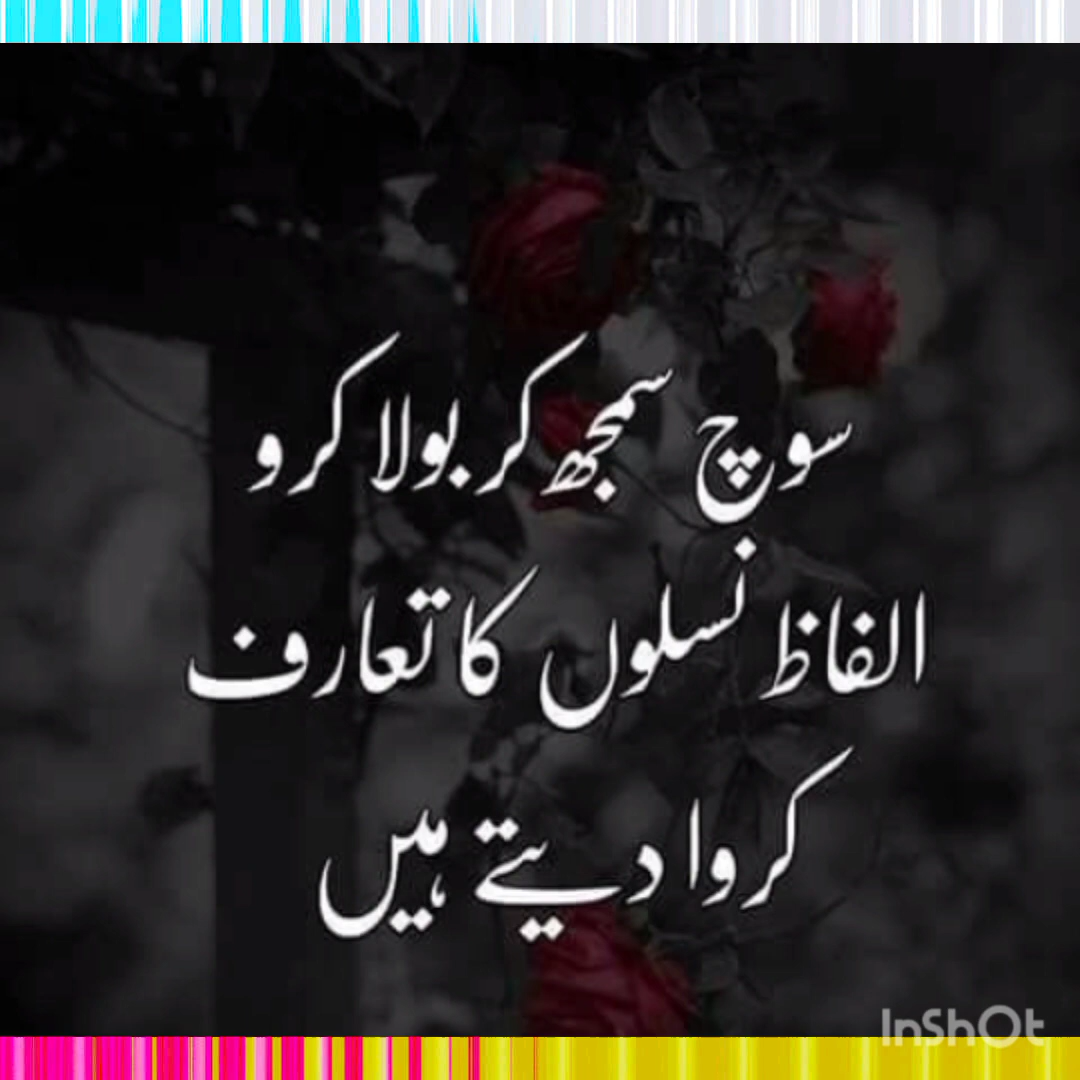 سوچ سمجھ کر بولا کرو
الفاظ نسلوں کا تعارف
کروا دیتے ہیں
InShOt